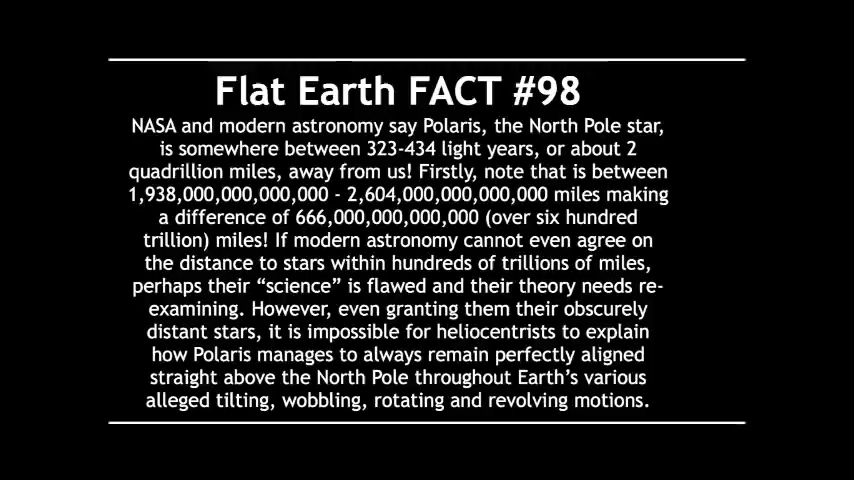 Flat Earth FACT #98
NASA and modern astronomy say Polaris, the North Pole star,
is somewhere between 323-434 light years, or about 2
quadrillion miles, away from us! Firstly, note that is between
1,938,000,000,000,000 - 2,604,000,000,000,000 miles making
a difference of 666,000,000,000,000 (over six hundred
trillion) miles! If modern astronomy cannot even agree on
the distance to stars within hundreds of trillions of miles,
perhaps their “science” is flawed and their theory needs re-
examining. However, even granting them their obscurely
distant stars, it is impossible for heliocentrists to explain
how Polaris manages to always remain perfectly aligned
straight above the North Pole throughout Earth’s various
alleged tilting, wobbling, rotating and revolving motions.